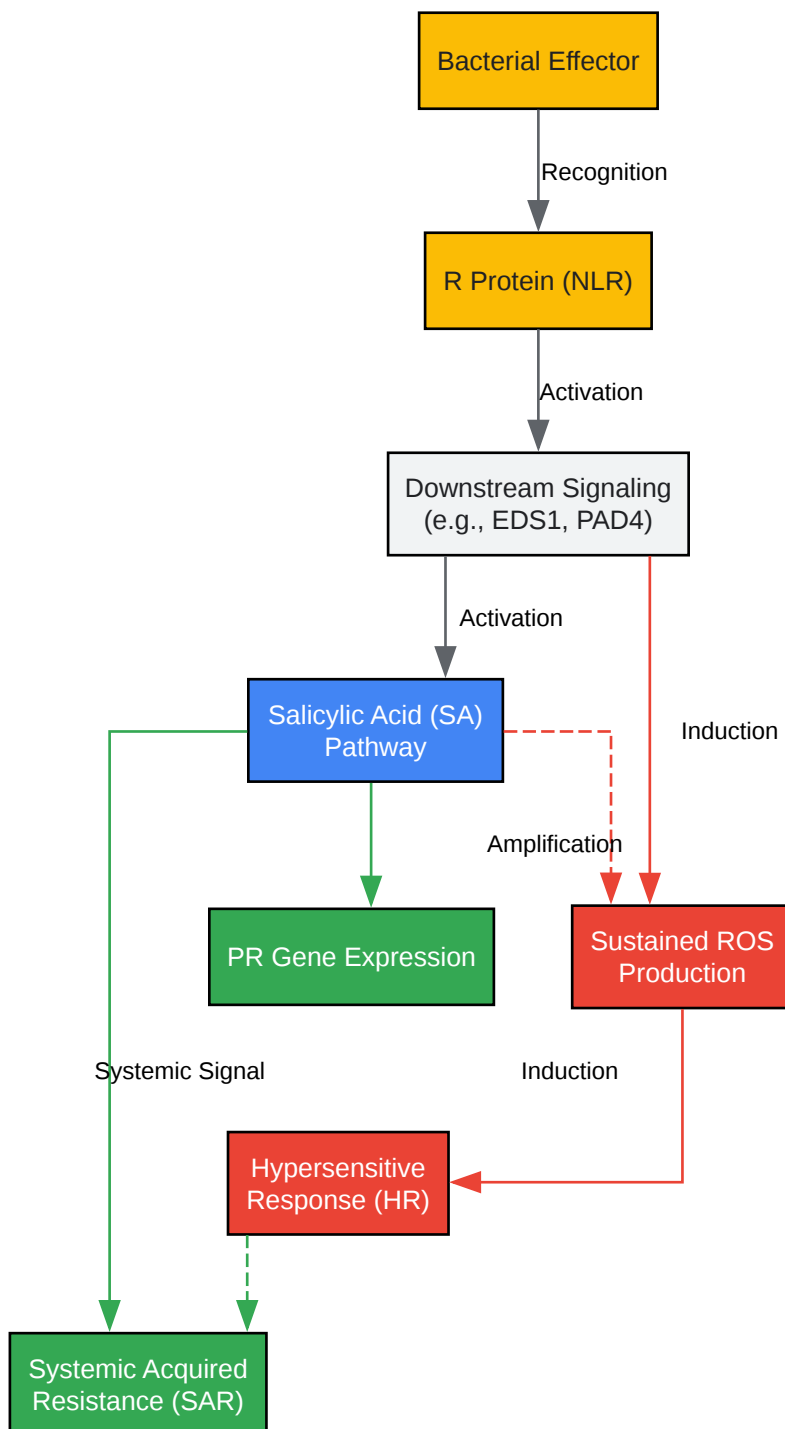 Bacterial Effector
Recognition
R Protein (NLR)
Activation
Downstream Signaling
(e.g., EDS1, PAD4)
Activation
Salicylic Acid (SA)
Pathway
Induction
Amplification
PR Gene Expression
Sustained ROS
Production
Systemic Signal
Induction
Hypersensitive
Response (HR)
Systemic Acquired
Resistance (SAR)